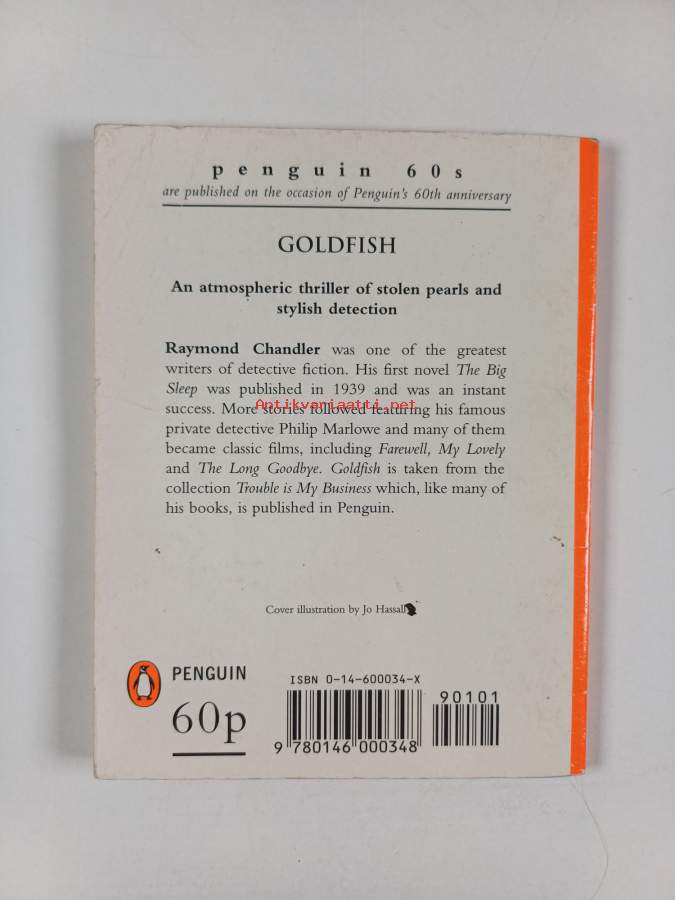 penguin 60s
are published on the occasion of Penguin's 60th anniversary
GOLDFISH
An atmospheric thriller of stolen pearls and
stylish detection
Raymond Chandler was one of the greatest
writers of detective fiction. His first novel The Big
Sleep was published in 1939 and was an instant
success. More stories followed featuring his famous
Antikvariaatti.net
private detective Philip Marlowe and many of them
became classic films, including Farewell, My Lovely
and The Long Goodbye. Goldfish is taken from the
collection Trouble is My Business which, like many of
his books, is published in Penguin.
Cover illustration by Jo Hassall
PENGUIN
60p
ISBN 0-14-600034-X
90101
9 780146 000348